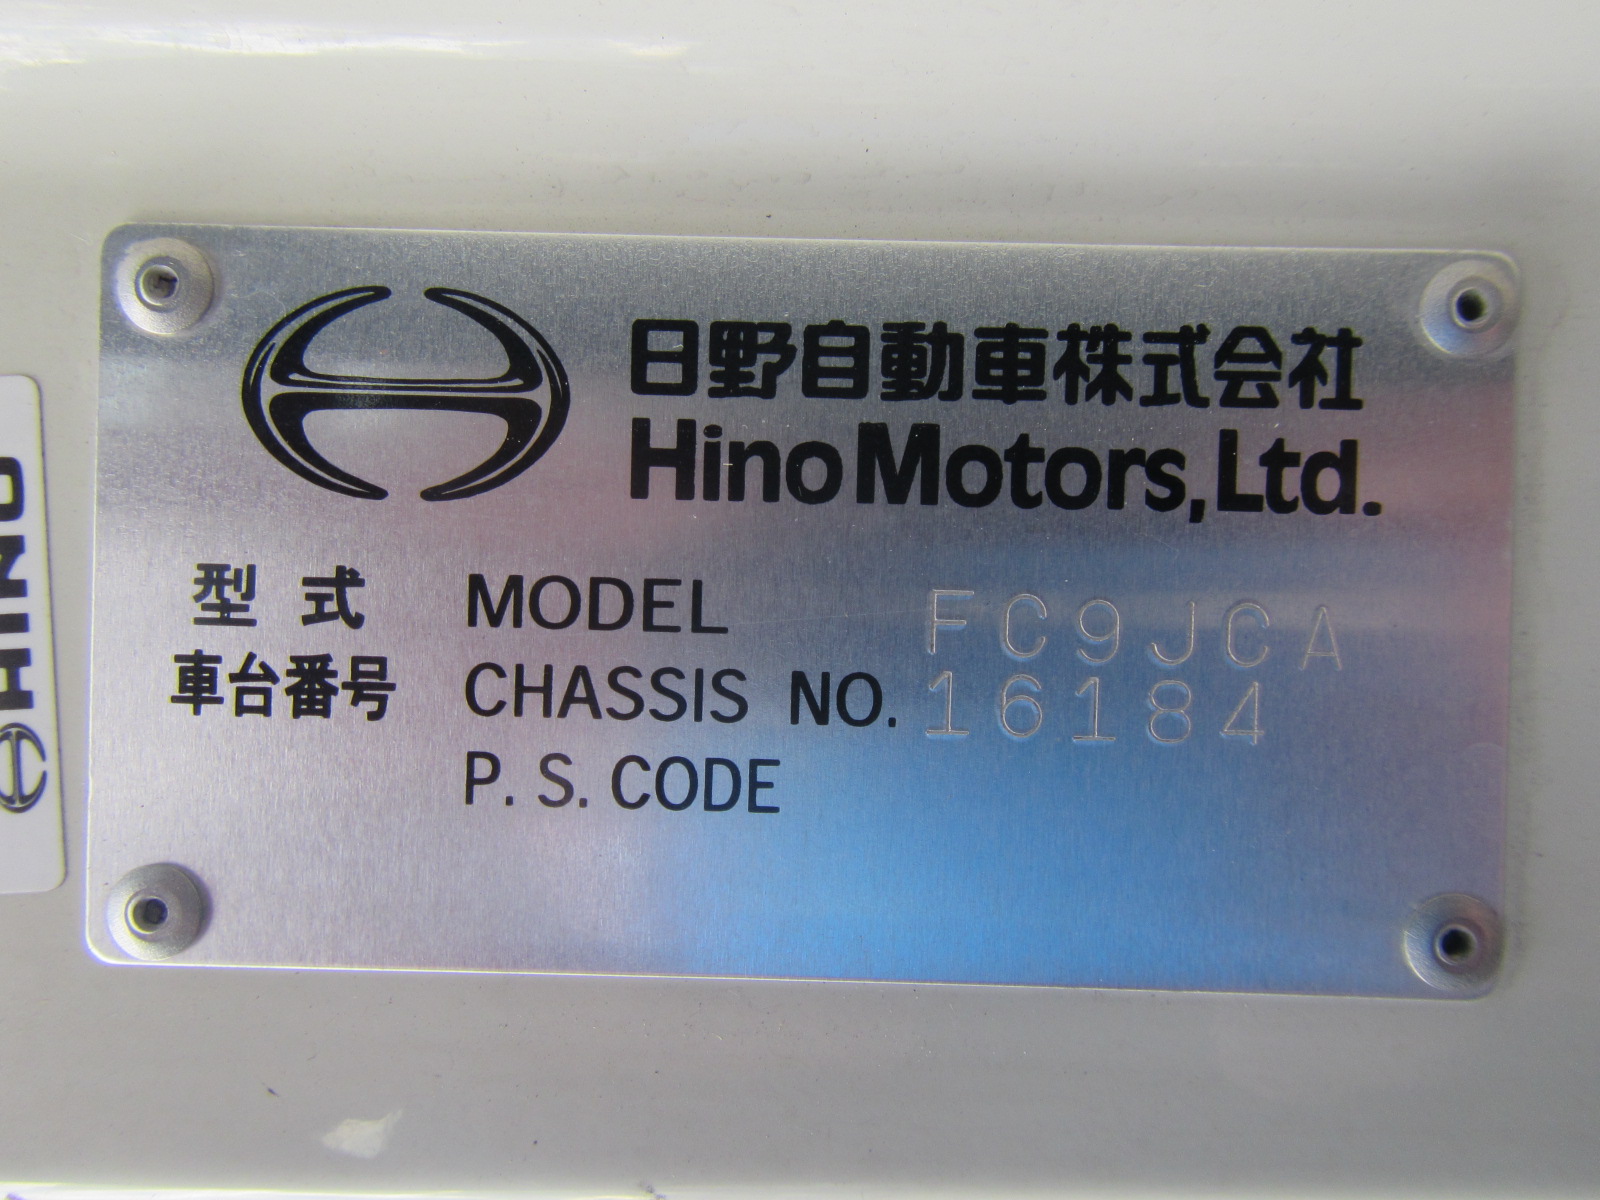 日野自動車株式会社
Hino Motors, Ltd.
型式 MODEL FC9JCA
車台番号 CHASSIS NO. 16184
P. S. CODE
HINO